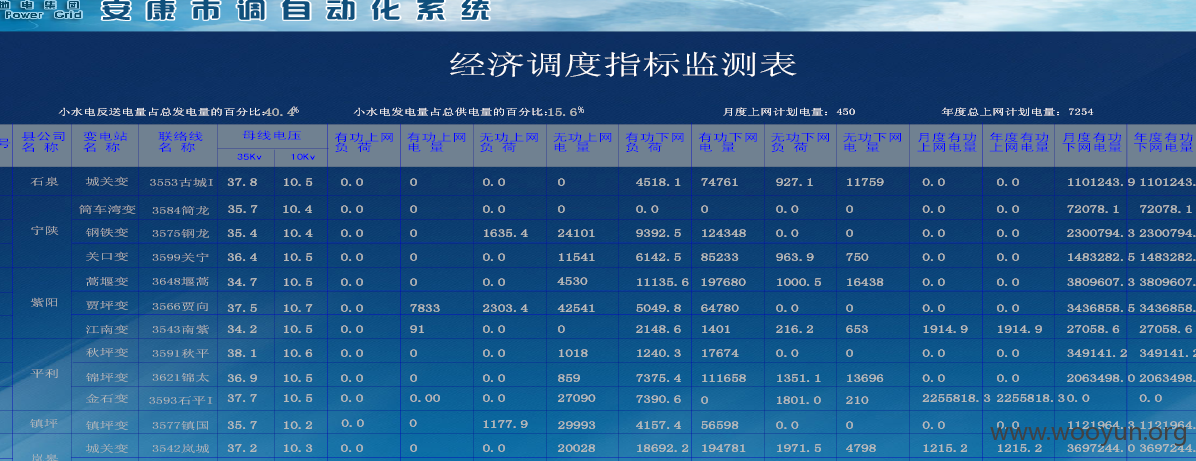 地电集团 安康市调自动化系统
Power Grid
经济调度指标监测表
小水电反送电量占总发电量的百分比:40.4% 小水电发电量占总供电量的百分比:15.6% 月度上网计划电量: 450 年度总上网计划电量: 7254
号 县公司名 称 变电站名 称 联络线名 称 母线电压 35Kv 10Kv 有功上网负 荷 有功上网电 量 无功上网负 荷 无功上网电 量 有功下网负 荷 有功下网电 量 无功下网负 荷 无功下网电 量 月度有功上网电量 年度有功上网电量 月度有功下网电量 年度有功下网电量
石泉 城关变 3553古城I 37.8 10.5 0.0 0 0.0 0 4518.1 74761 927.1 11759 0.0 0.0 1101243.9 1101243.
筒车湾变 3584筒龙 35.7 10.4 0.0 0 0.0 0 0.0 0 0.0 0 0.0 0.0 72078.1 72078.1
宁陕 钢铁变 3575钢龙 35.4 10.4 0.0 0 1635.4 24101 9392.5 124348 0.0 0 0.0 0.0 2300794.3 2300794.
关口变 3599关宁 36.4 10.5 0.0 0 0.0 11541 6142.5 85233 963.9 750 0.0 0.0 1483282.5 1483282.
蒿堰变 3648堰蒿 34.7 10.5 0.0 0 0.0 4530 11135.6 197680 1000.5 16438 0.0 0.0 3809607.3 3809607.
紫阳 贾坪变 3566贾向 37.5 10.7 0.0 7833 2303.4 42541 5049.8 64780 0.0 0 0.0 0.0 3436858.5 3436858.
江南变 3543南紫 34.2 10.5 0.0 91 0.0 0 2148.6 1401 216.2 653 1914.9 1914.9 27058.6 27058.6
秋坪变 3591秋平 38.1 10.6 0.0 0 0.0 1018 1240.3 17674 0.0 0 0.0 0.0 349141.2 349141.2
平利 锦坪变 3621锦太 36.9 10.5 0.0 0 0.0 859 7375.4 111658 1351.1 13696 0.0 0.0 2063498.0 2063498.
金石变 3593石平I 37.7 10.5 0.0 0.00 0.0 27090 7390.6 0 1801.0 210 2255818.3 2255818.3 0.0 0.0
镇坪 镇坪变 3577镇国 35.7 10.2 0.0 0 1177.9 29993 4157.4 56598 0.0 0 0.0 0.0 1121964.3 1121964.
城关变 3542岚城 37.2 10.3 0.0 0 0.0 20028 18692.2 194781 1971.5 4798 1215.2 1215.2 3697244.0 3697244.
www.wooyun.org